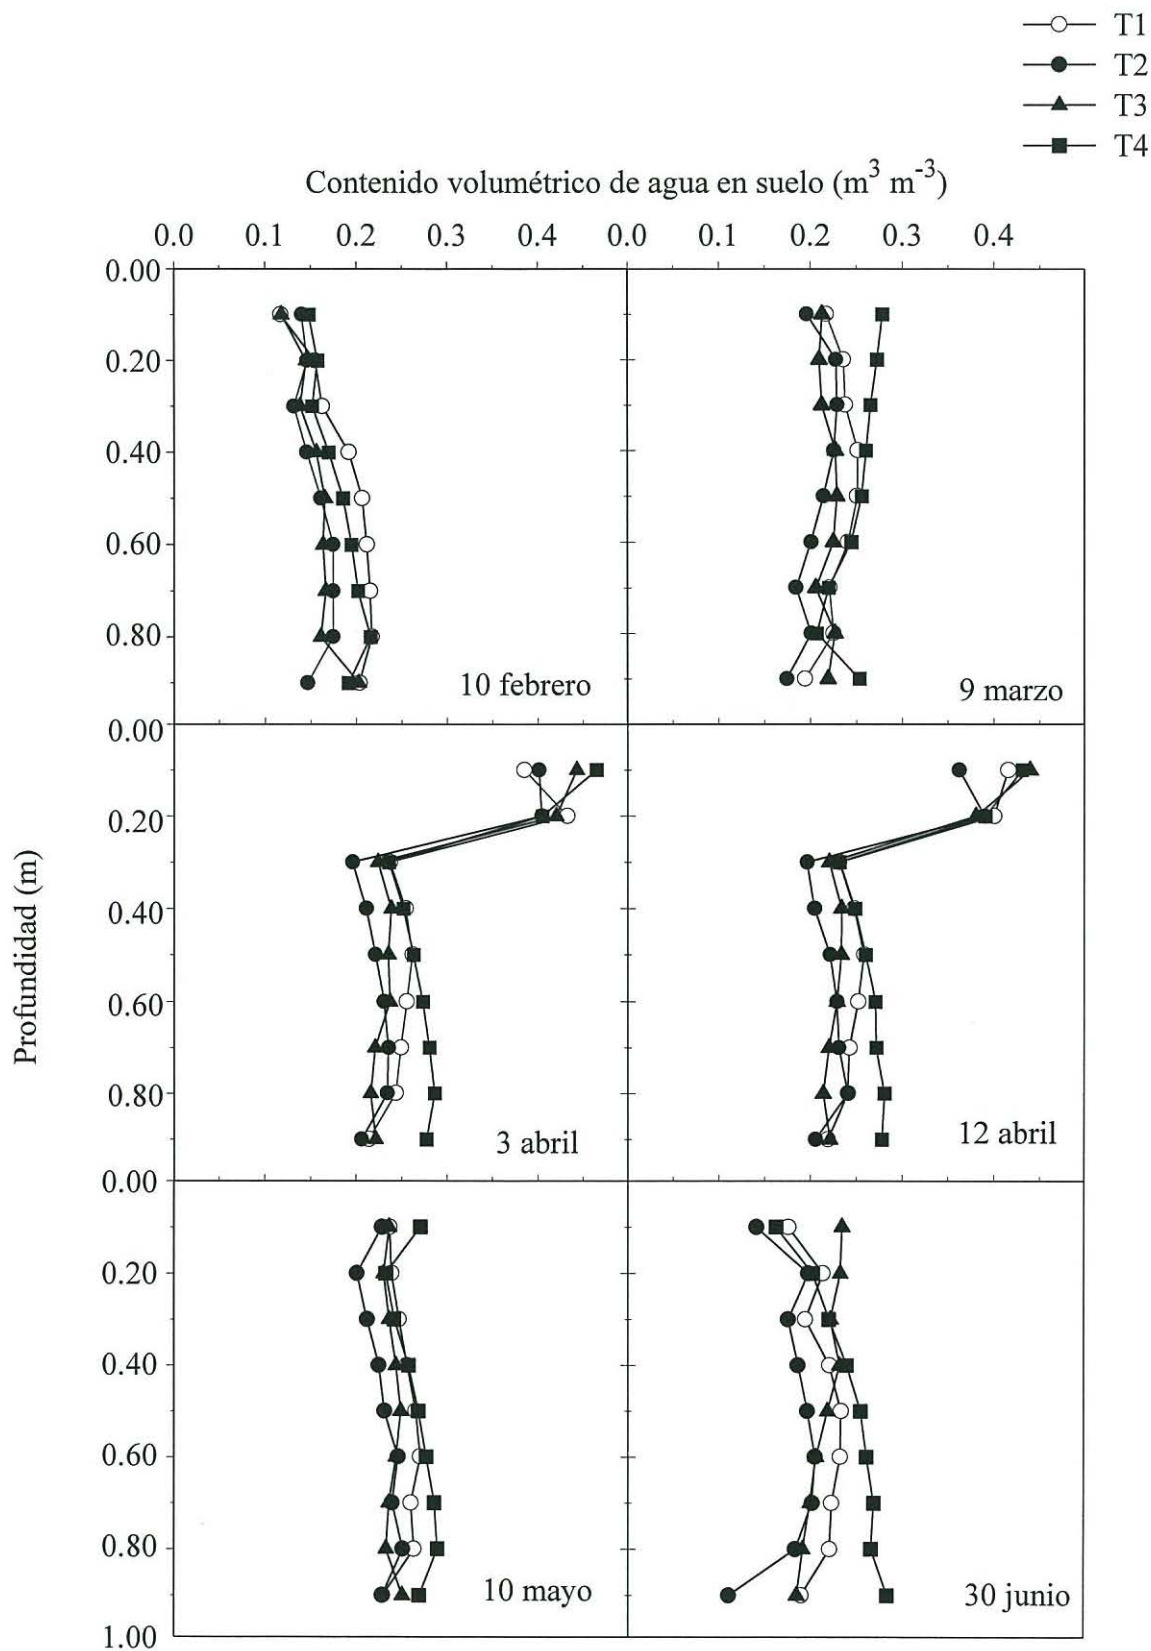 T1
T2
T3
T4
Contenido volumétrico de agua en suelo (m³ m⁻³)
0.0 0.1 0.2 0.3 0.4 0.0 0.1 0.2 0.3 0.4
0.00
0.20
0.40
0.60
0.80
10 febrero
9 marzo
0.00
0.20
0.40
0.60
0.80
3 abril
12 abril
Profundidad (m)
0.00
0.20
0.40
0.60
0.80
1.00
10 mayo
30 junio